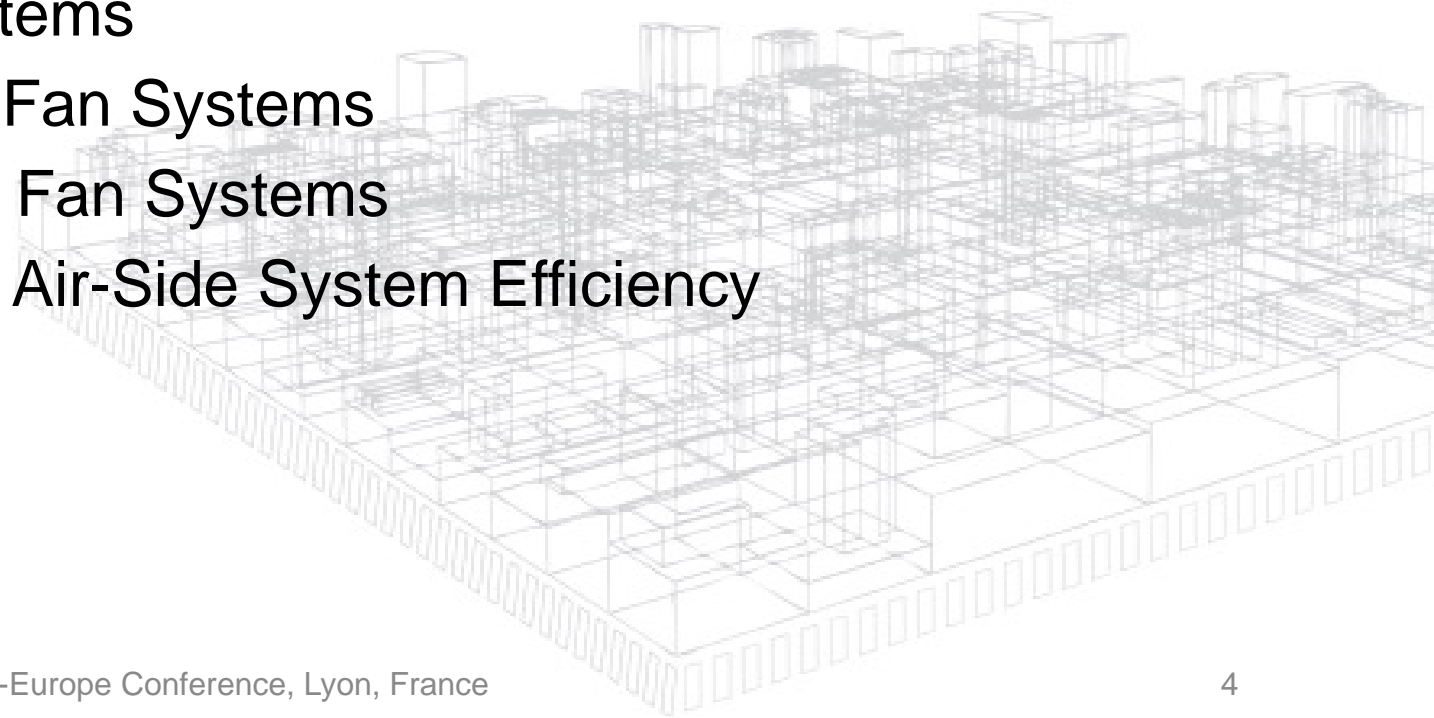 tems
Fan Systems
Fan Systems
Air-Side System Efficiency
-Europe Conference, Lyon, France
4